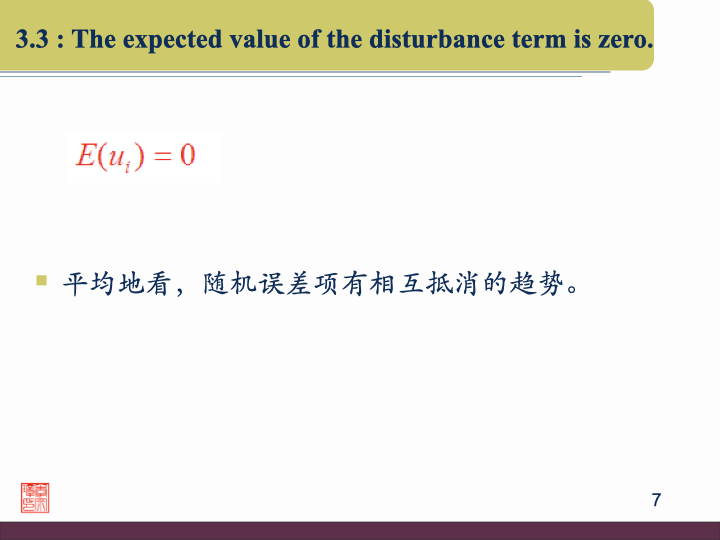 3.3 : The expected value of the disturbance term is zero.
E(u_i) = 0
平均地看，随机误差项有相互抵消的趋势。
7